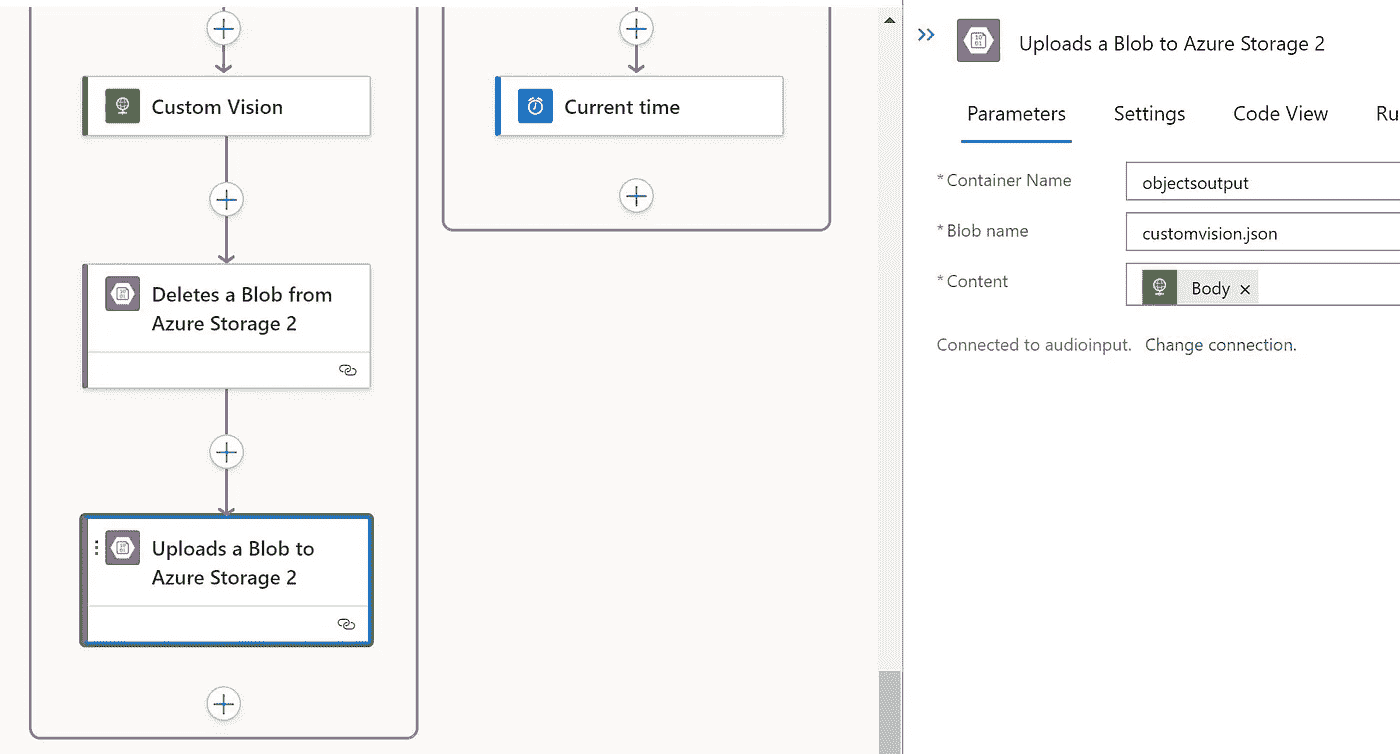 Custom Vision
Deletes a Blob from
Azure Storage 2
Uploads a Blob to
Azure Storage 2
Current time
Uploads a Blob to Azure Storage 2
Parameters Settings Code View Ru
*Container Name objectsoutput
*Blob name customvision.json
*Content Body ×
Connected to audioinput. Change connection.